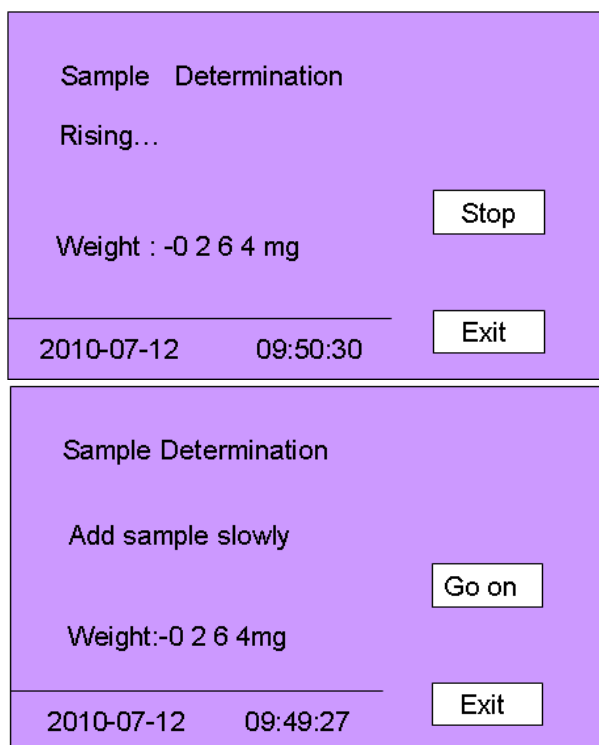 Sample Determination
Rising...
Stop
Weight : -0 2 6 4 mg
Exit
2010-07-12 09:50:30
Sample Determination
Add sample slowly
Go on
Weight:-0 2 6 4mg
Exit
2010-07-12 09:49:27